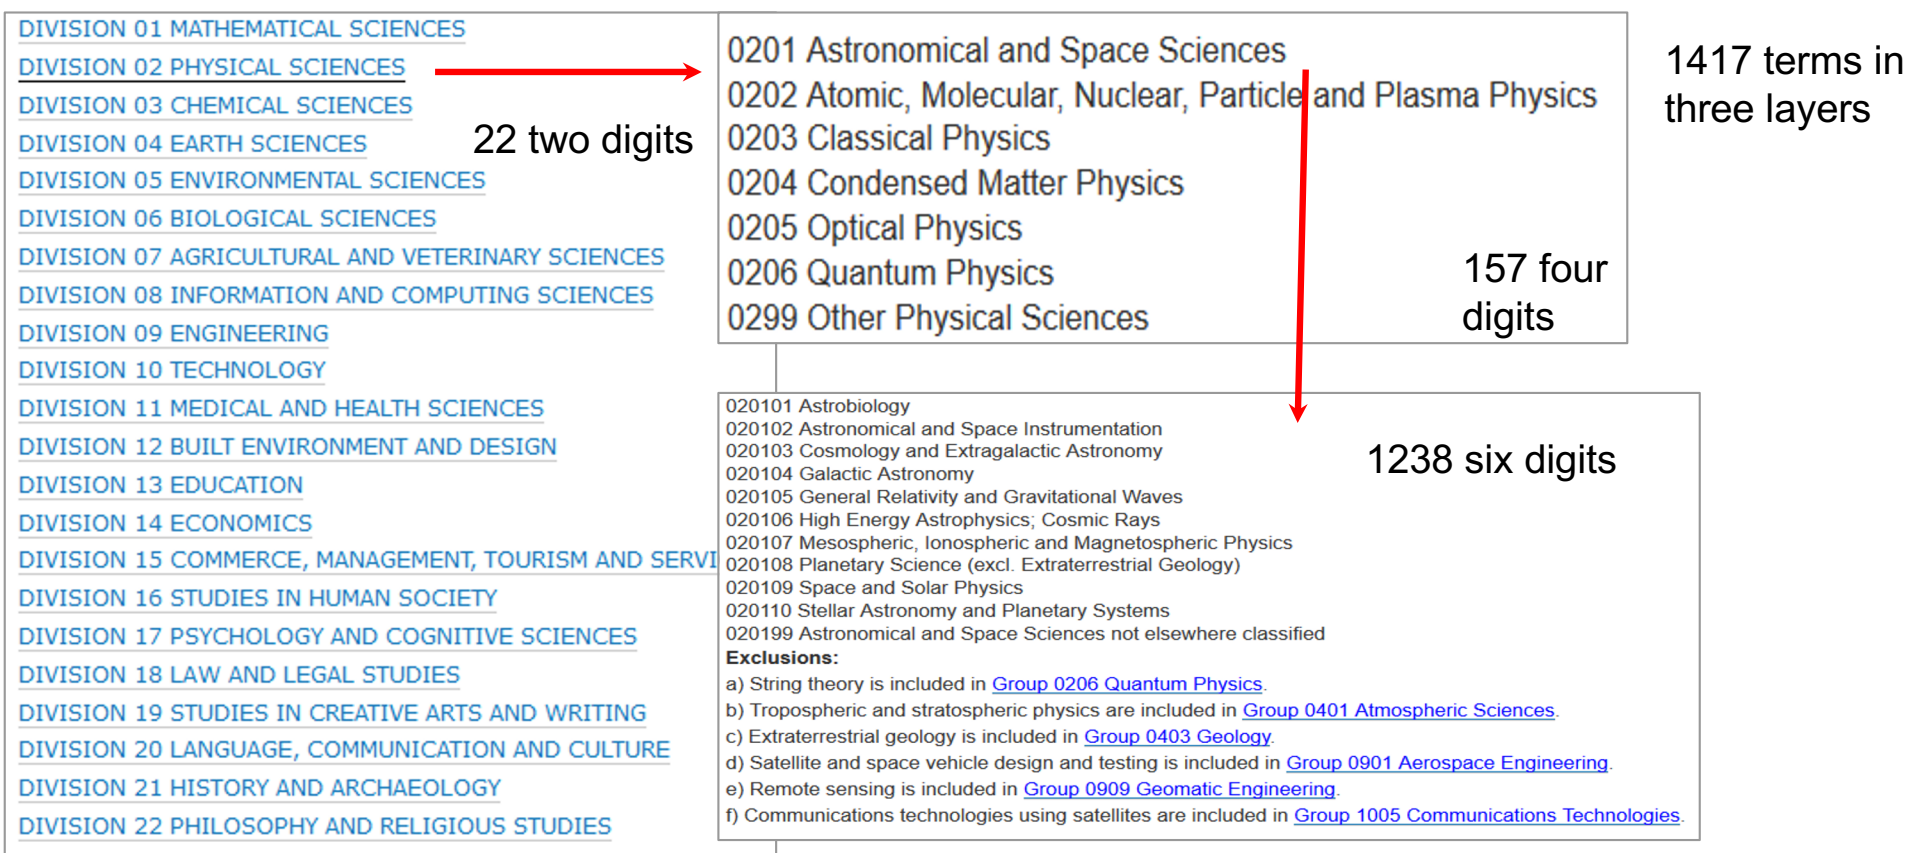 DIVISION 01 MATHEMATICAL SCIENCES
DIVISION 02 PHYSICAL SCIENCES
DIVISION 03 CHEMICAL SCIENCES
DIVISION 04 EARTH SCIENCES
DIVISION 05 ENVIRONMENTAL SCIENCES
DIVISION 06 BIOLOGICAL SCIENCES
DIVISION 07 AGRICULTURAL AND VETERINARY SCIENCES
DIVISION 08 INFORMATION AND COMPUTING SCIENCES
DIVISION 09 ENGINEERING
DIVISION 10 TECHNOLOGY
DIVISION 11 MEDICAL AND HEALTH SCIENCES
DIVISION 12 BUILT ENVIRONMENT AND DESIGN
DIVISION 13 EDUCATION
DIVISION 14 ECONOMICS
DIVISION 15 COMMERCE, MANAGEMENT, TOURISM AND SERVI
DIVISION 16 STUDIES IN HUMAN SOCIETY
DIVISION 17 PSYCHOLOGY AND COGNITIVE SCIENCES
DIVISION 18 LAW AND LEGAL STUDIES
DIVISION 19 STUDIES IN CREATIVE ARTS AND WRITING
DIVISION 20 LANGUAGE, COMMUNICATION AND CULTURE
DIVISION 21 HISTORY AND ARCHAEOLOGY
DIVISION 22 PHILOSOPHY AND RELIGIOUS STUDIES
22 two digits
0201 Astronomical and Space Sciences
0202 Atomic, Molecular, Nuclear, Particle and Plasma Physics
0203 Classical Physics
0204 Condensed Matter Physics
0205 Optical Physics
0206 Quantum Physics
0299 Other Physical Sciences
157 four
digits
1417 terms in
three layers
020101 Astrobiology
020102 Astronomical and Space Instrumentation
020103 Cosmology and Extragalactic Astronomy
020104 Galactic Astronomy
020105 General Relativity and Gravitational Waves
020106 High Energy Astrophysics; Cosmic Rays
020107 Mesospheric, Ionospheric and Magnetospheric Physics
020108 Planetary Science (excl. Extraterrestrial Geology)
020109 Space and Solar Physics
020110 Stellar Astronomy and Planetary Systems
020199 Astronomical and Space Sciences not elsewhere classified
Exclusions:
a) String theory is included in Group 0206 Quantum Physics.
b) Tropospheric and stratospheric physics are included in Group 0401 Atmospheric Sciences.
c) Extraterrestrial geology is included in Group 0403 Geology.
d) Satellite and space vehicle design and testing is included in Group 0901 Aerospace Engineering.
e) Remote sensing is included in Group 0909 Geomatic Engineering.
f) Communications technologies using satellites are included in Group 1005 Communications Technologies.
1238 six digits